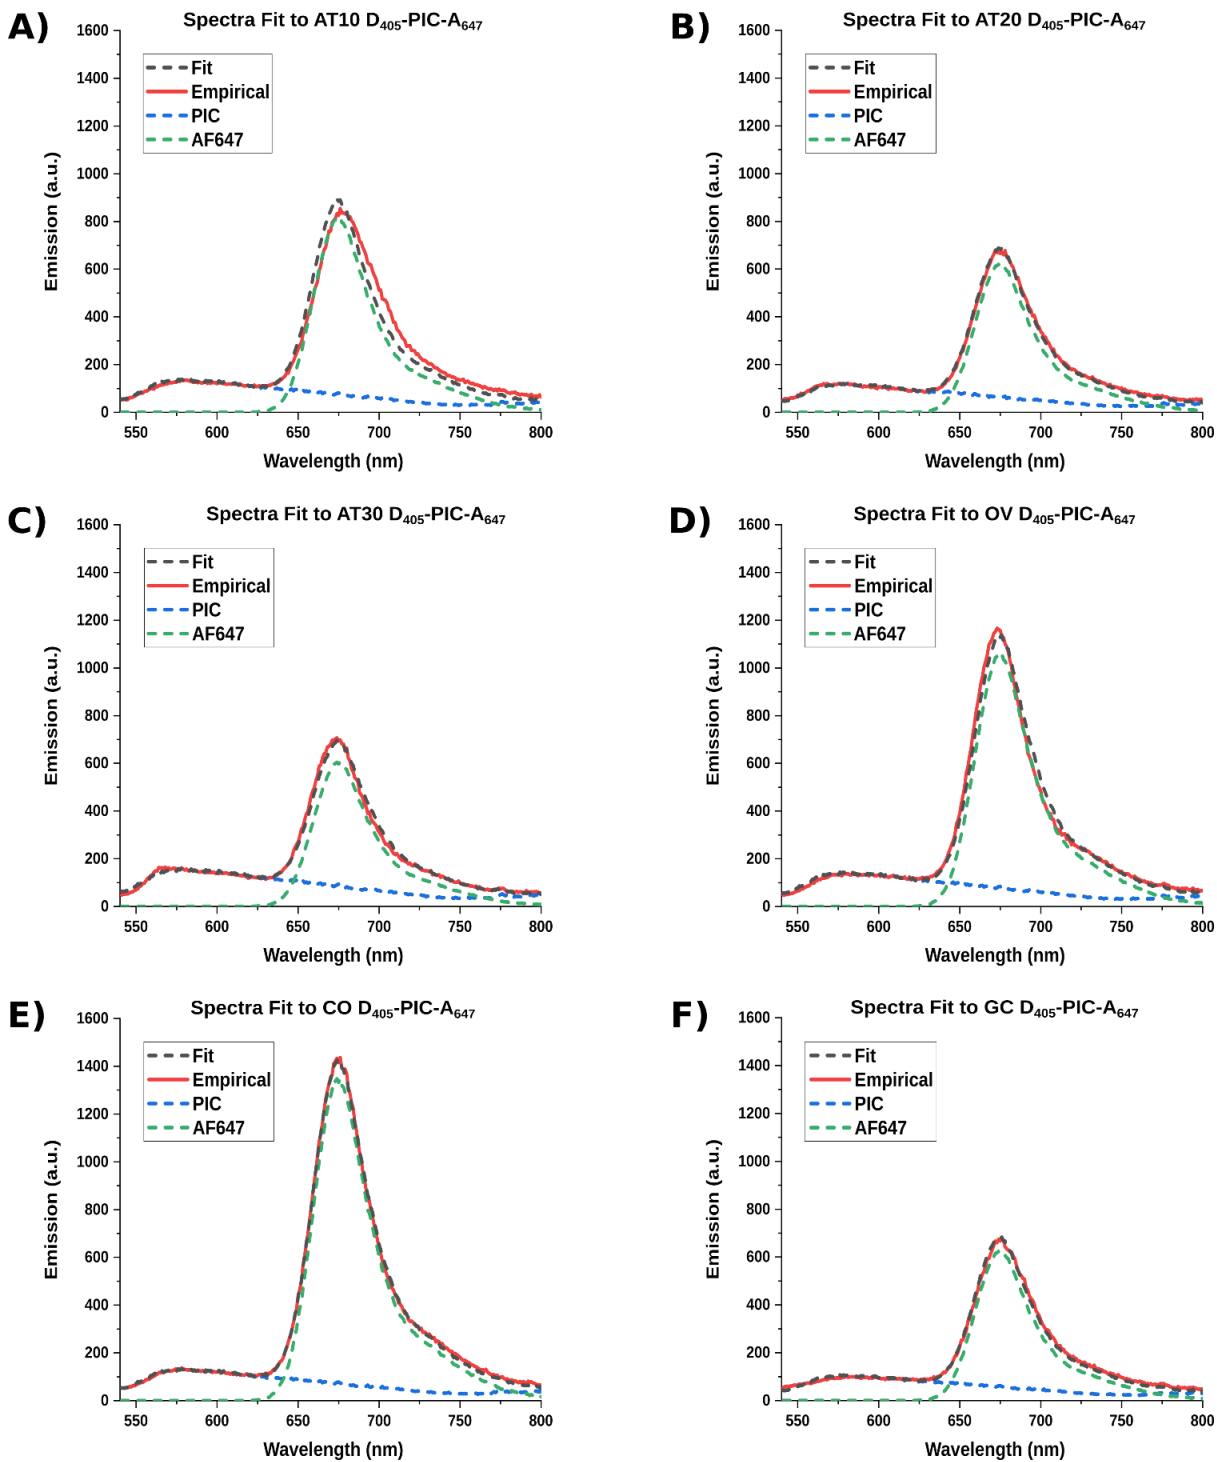 A)
Spectra Fit to AT10 D405-PIC-A647
Fit
Empirical
PIC
AF647
Emission (a.u.)
1600
1400
1200
1000
800
600
400
200
0
550 600 650 700 750 800
Wavelength (nm)
B)
Spectra Fit to AT20 D405-PIC-A647
Fit
Empirical
PIC
AF647
Emission (a.u.)
1600
1400
1200
1000
800
600
400
200
0
550 600 650 700 750 800
Wavelength (nm)
C)
Spectra Fit to AT30 D405-PIC-A647
Fit
Empirical
PIC
AF647
Emission (a.u.)
1600
1400
1200
1000
800
600
400
200
0
550 600 650 700 750 800
Wavelength (nm)
D)
Spectra Fit to OV D405-PIC-A647
Fit
Empirical
PIC
AF647
Emission (a.u.)
1600
1400
1200
1000
800
600
400
200
0
550 600 650 700 750 800
Wavelength (nm)
E)
Spectra Fit to CO D405-PIC-A647
Fit
Empirical
PIC
AF647
Emission (a.u.)
1600
1400
1200
1000
800
600
400
200
0
550 600 650 700 750 800
Wavelength (nm)
F)
Spectra Fit to GC D405-PIC-A647
Fit
Empirical
PIC
AF647
Emission (a.u.)
1600
1400
1200
1000
800
600
400
200
0
550 600 650 700 750 800
Wavelength (nm)